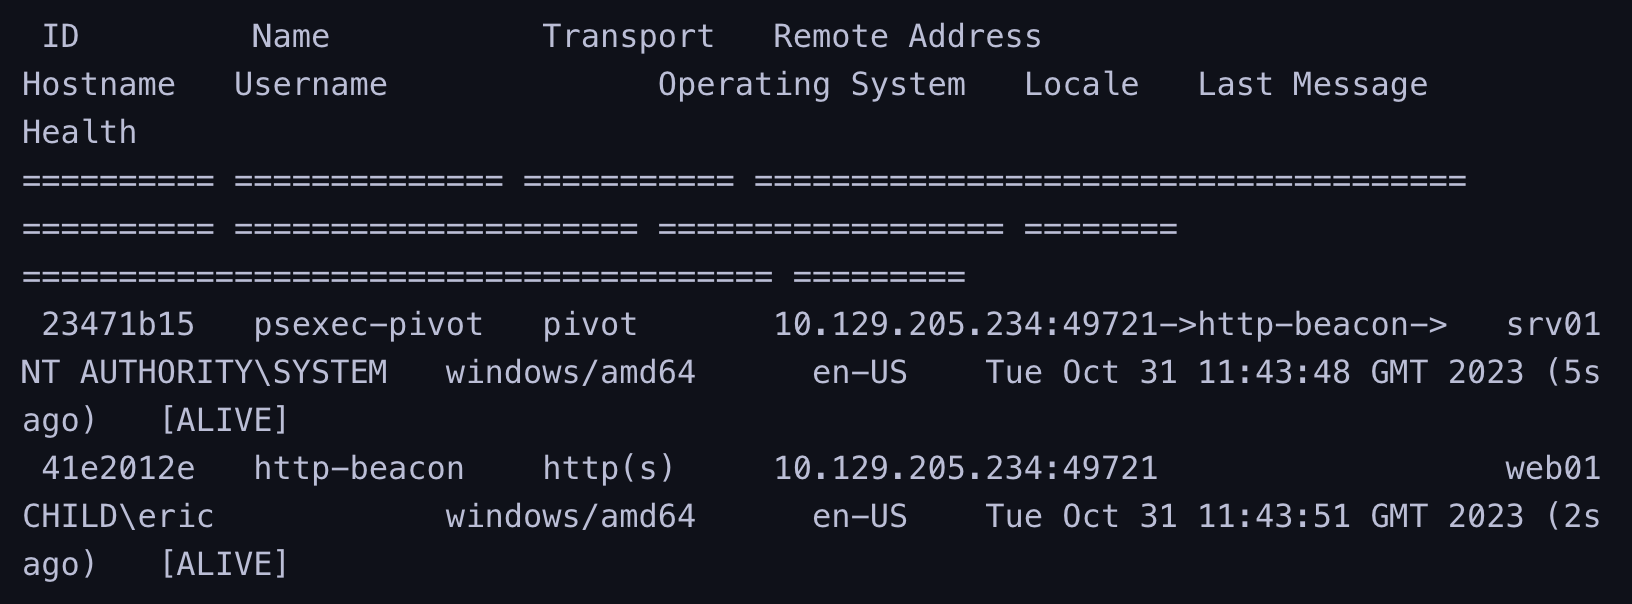 ID         Name           Transport   Remote Address
Hostname   Username              Operating System   Locale   Last Message
Health
========== ============== =========== =====================================
========== ===================== ================== ========
======================================= =========
23471b15   psexec-pivot   pivot       10.129.205.234:49721->http-beacon->   srv01
NT AUTHORITY\SYSTEM   windows/amd64      en-US    Tue Oct 31 11:43:48 GMT 2023 (5s
ago)   [ALIVE]
41e2012e   http-beacon    http(s)     10.129.205.234:49721                  web01
CHILD\eric            windows/amd64      en-US    Tue Oct 31 11:43:51 GMT 2023 (2s
ago)   [ALIVE]